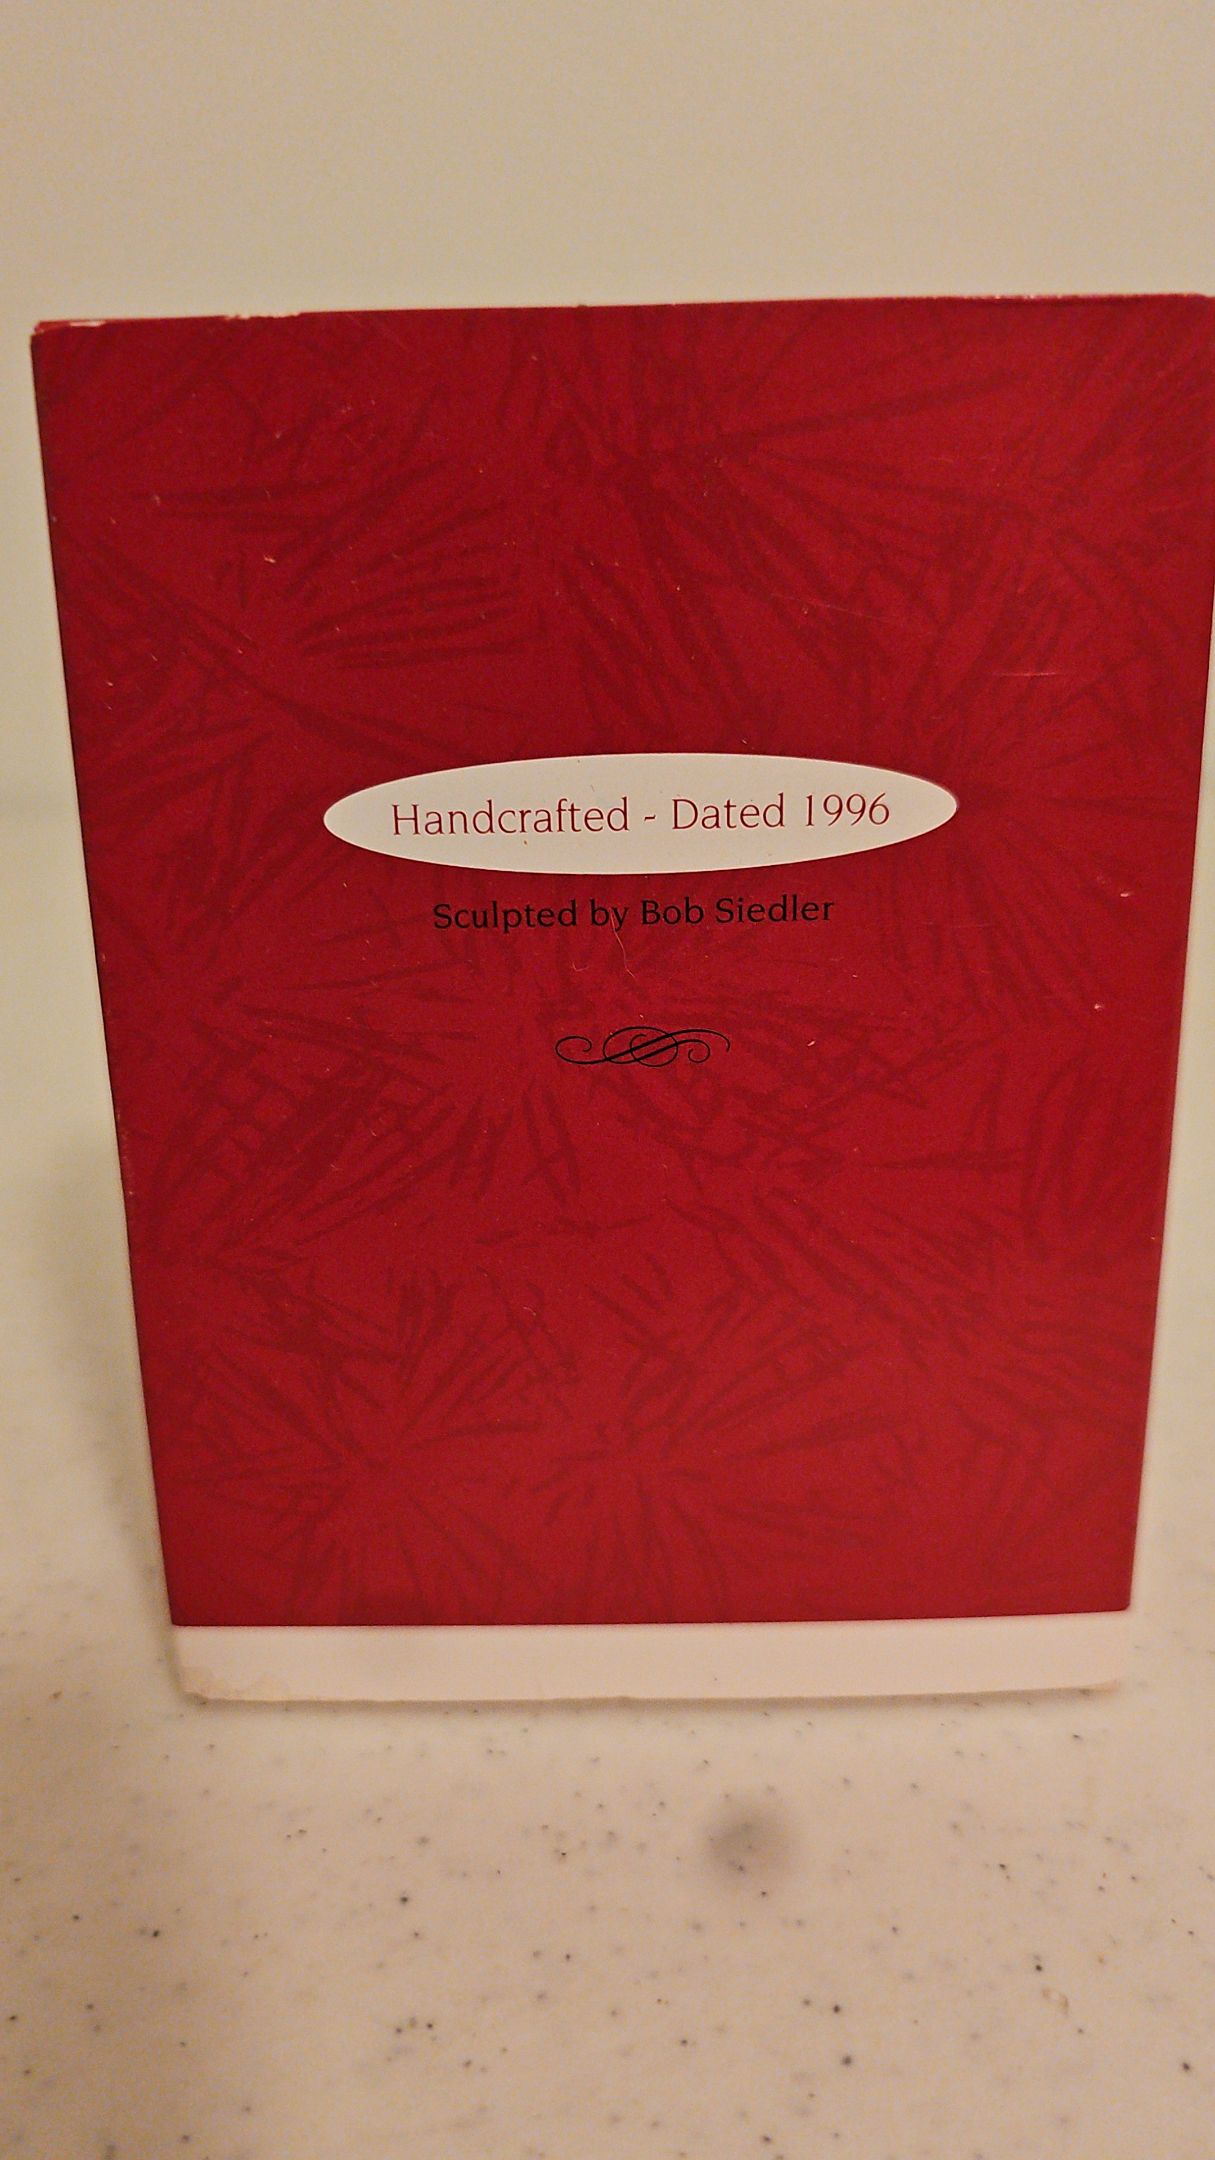 Handcrafted - Dated 1996
Sculpted by Bob Siedler